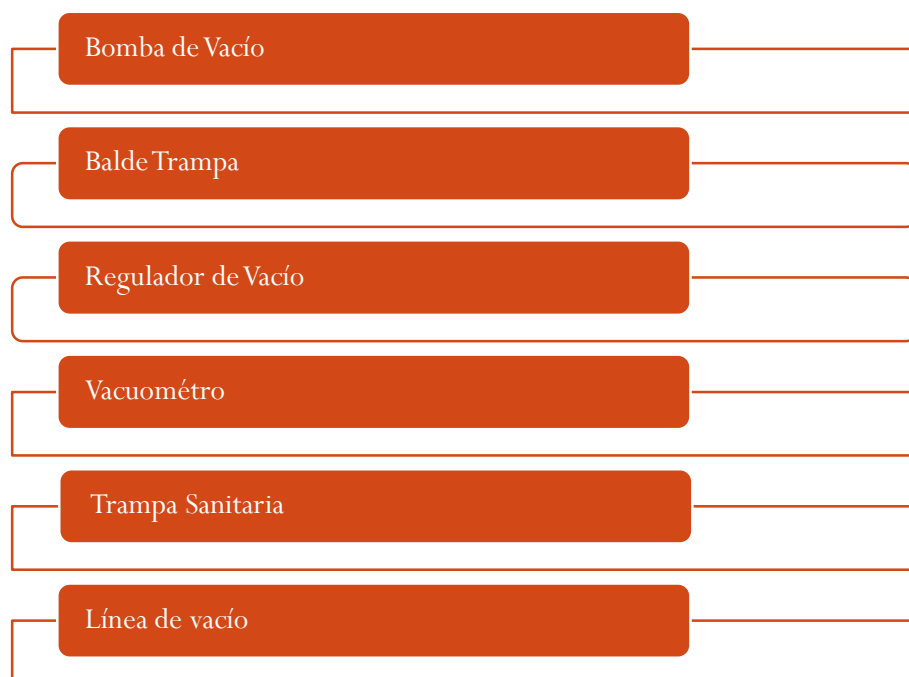 Bomba de Vacío
Balde Trampa
Regulador de Vacío
Vacuométro
Trampa Sanitaria
Línea de vacío